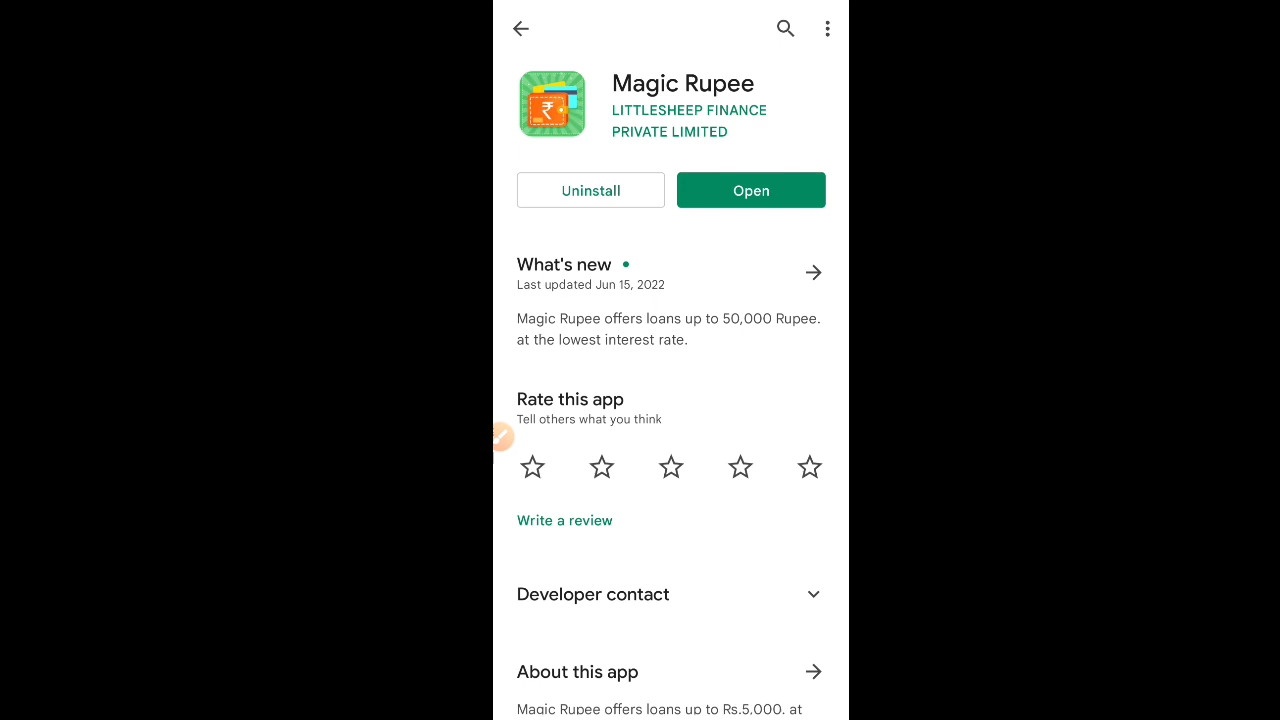 Magic Rupee
LITTLESHEEP FINANCE
PRIVATE LIMITED
Uninstall
Open
What's new
Last updated Jun 15, 2022
Magic Rupee offers loans up to 50,000 Rupee.
at the lowest interest rate.
Rate this app
Tell others what you think
Write a review
Developer contact
About this app
Magic Rupee offers loans up to Rs.5,000. at